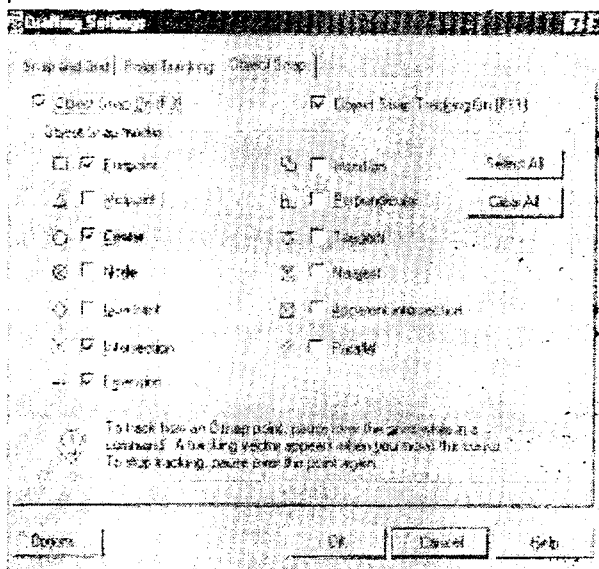 Drafting Settings
Snap and Grid Polar Tracking Object Snap
Object Snap On (F3) Object Snap Tracking On (F11)
Object Snap modes
Endpoint Insertion Select All
Midpoint Perpendicular Clear All
Center Tangent
Node Nearest
Quadrant Apparent intersection
Intersection Parallel
Extension
To track from an Osnap point, pause over the point while in a
command. A tracking vector appears when you move the cursor.
To stop tracking, pause over the point again.
Options... OK Cancel Help